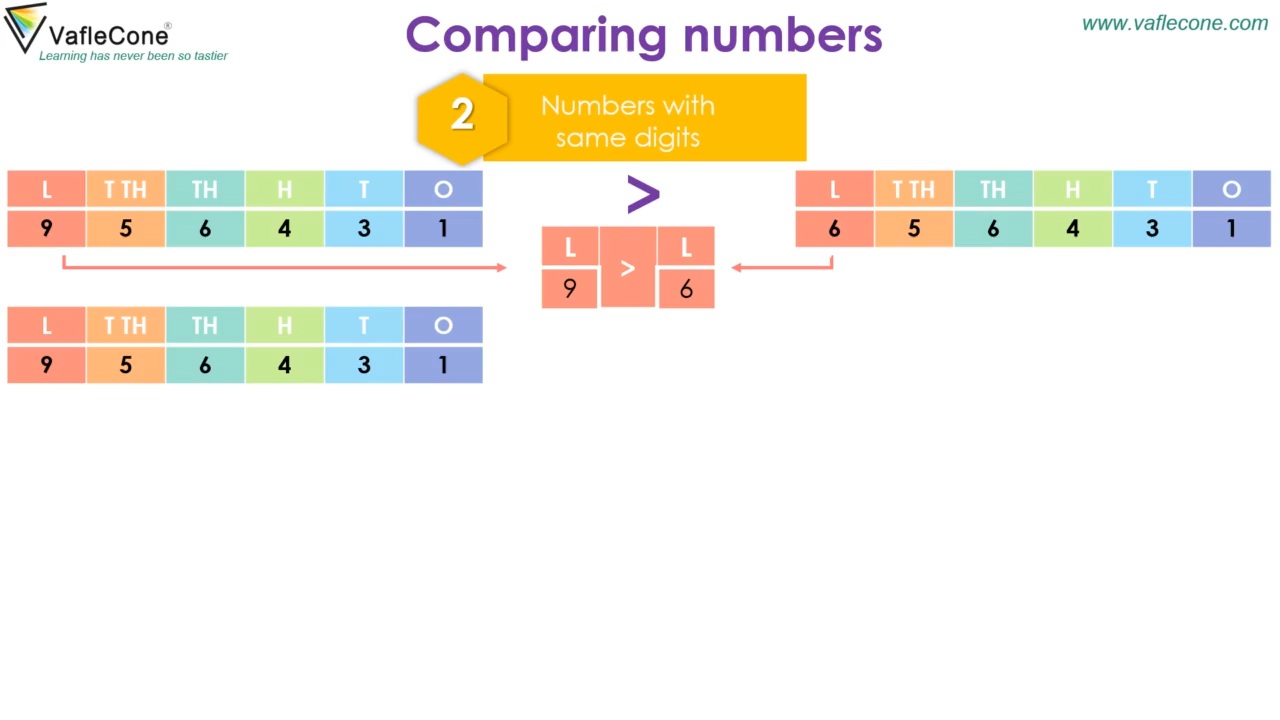 VafleCone®
Learning has never been so tastier
Comparing numbers
www.vaflecone.com
2
Numbers with
same digits
L T TH TH H T O
9 5 6 4 3 1
>
L T TH TH H T O
6 5 6 4 3 1
L > L
9 6
L T TH TH H T O
9 5 6 4 3 1